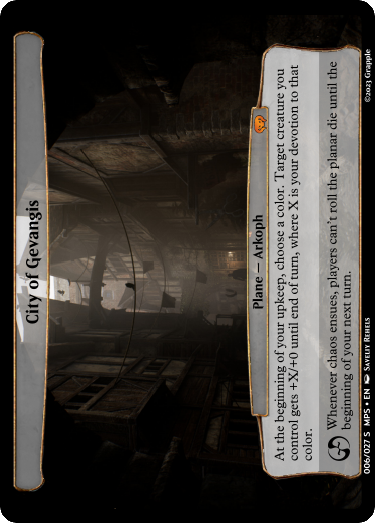 City of Gevangis
Plane — Arkoph
At the beginning of your upkeep, choose a color. Target creature you
control gets +X/+0 until end of turn, where X is your devotion to that
color.
Whenever chaos ensues, players can't roll the planar die until the
beginning of your next turn.
006/027 S MPS • EN Saveliy Rehels
©2023 Grapple